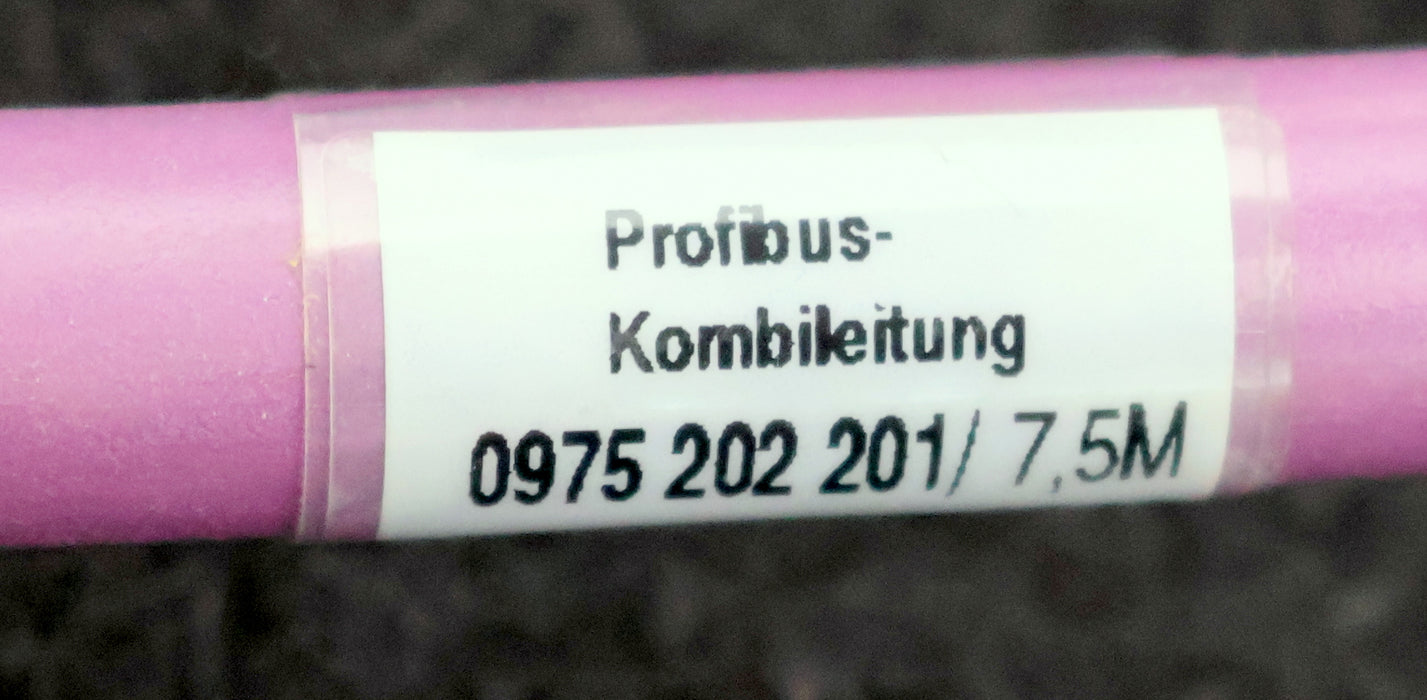 Profibus-
Kombileitung
0975 202 201/ 7,5M